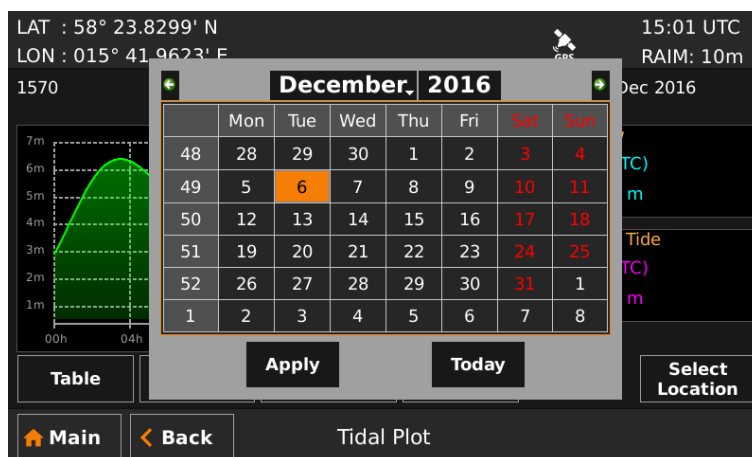 LAT : 58° 23.8299' N
15:01 UTC
LON : 015° 41.9623' E
GPS
RAIM: 10m
1570
December 2016
Dec 2016
Mon Tue Wed Thu Fri Sat Sun
48 28 29 30 1 2 3 4
49 5 6 7 8 9 10 11
50 12 13 14 15 16 17 18
51 19 20 21 22 23 24 25
52 26 27 28 29 30 31 1
1 2 3 4 5 6 7 8
7m
6m
5m
4m
3m
2m
1m
00h 04h
TC)
m
Tide
TC)
m
Apply
Today
Table
Select
Location
Main
Back
Tidal Plot